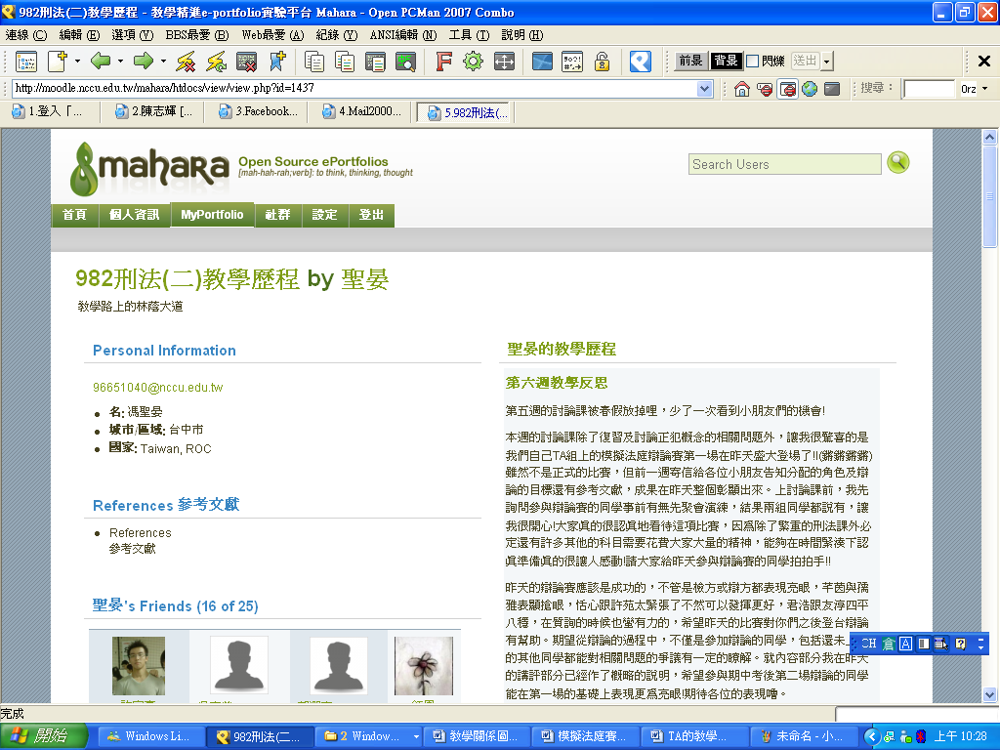 982刑法(二)教學歷程 - 教學精進e-portfolio實驗平台 Mahara - Open PCMan 2007 Combo
連線 (C) 編輯 (E) 選項 (V) BBS最愛 (B) Web最愛 (A) 紀錄 (Y) ANSI編輯 (N) 工具 (T) 說明 (H)
前景 背景 閃爍 送出
http://moodle.nccu.edu.tw/mahara/htdocs/view/view.php?id=1437
搜尋： Orz
1.登入「... 2.陳志輝 [... 3.Facebook... 4.Mail2000... 5.982刑法(...
mahara Open Source ePortfolios
[mah-hah-rah;verb]: to think, thinking, thought
Search Users
首頁 個人資訊 MyPortfolio 社群 設定 登出
982刑法(二)教學歷程 by 聖晏
教學路上的林蔭大道
Personal Information
96651040@nccu.edu.tw
名: 馮聖晏
城市/區域: 台中市
國家: Taiwan, ROC
References 參考文獻
References
參考文獻
聖晏's Friends (16 of 25)
聖晏的教學歷程
第六週教學反思
第五週的討論課被春假放掉哩，少了一次看到小朋友們的機會!
本週的討論課除了復習及討論正犯概念的相關問題外，讓我很驚喜的是
我們自己TA組上的模擬法庭辯論賽第一場在昨天盛大登場了!!(鏘鏘鏘鏘)
雖然不是正式的比賽，但前一週寄信給各位小朋友告知分配的角色及辯
論的目標還有參考文獻，成果在昨天整個彰顯出來。上討論課前，我先
詢問參與辯論賽的同學事前有無先聚會演練，結果兩組同學都說有，讓
我很開心!大家真的很認真地看待這項比賽，因為除了繁重的刑法課外必
定還有許多其他的科目需要花費大家大量的精神，能夠在時間緊湊下認
真準備真的很讓人感動!請大家給昨天參與辯論賽的同學拍拍手!!
昨天的辯論賽應該是成功的，不管是檢方或辯方都表現亮眼，芊茵與孺
雅表顯搶眼，恬心跟許苑太緊張了不然可以發揮更好，君浩跟友渟四平
八穩，在質詢的時候也蠻有力的，希望昨天的比賽對你們之後登台辯論
有幫助。期望從辯論的過程中，不僅是參加辯論的同學，包括還未上
的其他同學都能對相關問題的爭議有一定的瞭解。就內容部分我在昨天
的講評部分已經作了概略的說明，希望參與期中考後第二場辯論的同學
能在第一場的基礎上表現更為亮眼!期待各位的表現嚕。
CH 倉 A
完成
開始 Windows Li... 982刑法(二... 2 Window... 教學關係圖... 模擬法庭賽... TA的教學... 未命名 - 小... 上午 10:28